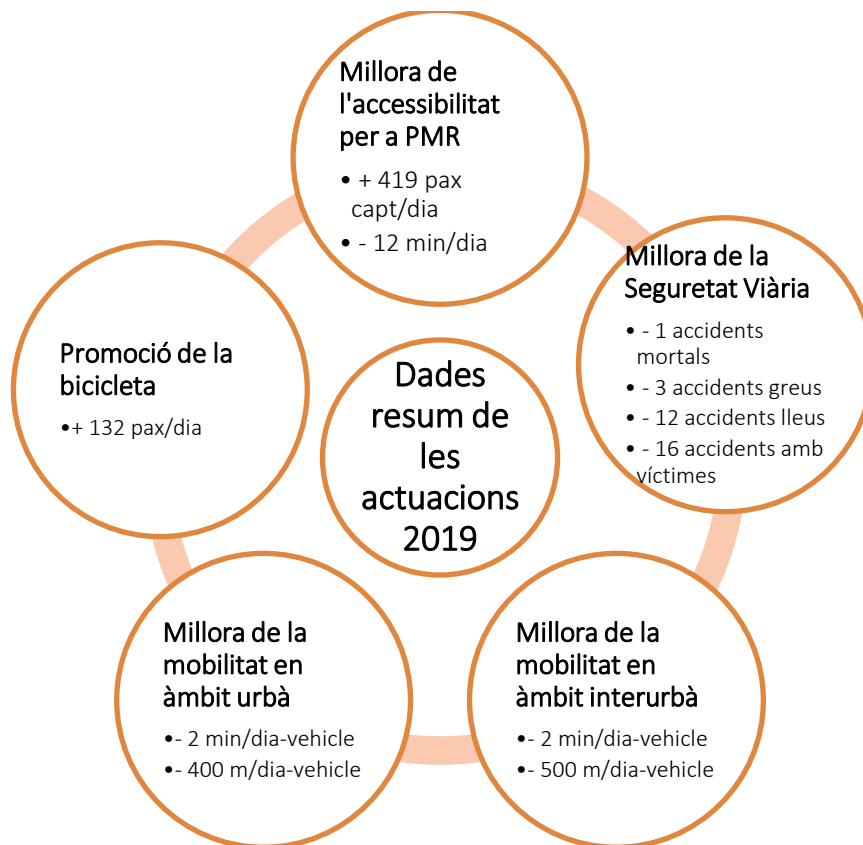 Millora de
l'accessibilitat
per a PMR
• + 419 pax
capt/dia
• - 12 min/dia
Millora de la
Seguretat Viària
• - 1 accidents
mortals
• - 3 accidents greus
• - 12 accidents lleus
• - 16 accidents amb
víctimes
Promoció de la
bicicleta
•+ 132 pax/dia
Dades
resum de
les
actuacions
2019
Millora de la
mobilitat en
àmbit urbà
•- 2 min/dia-vehicle
•- 400 m/dia-vehicle
Millora de la
mobilitat en
àmbit interurbà
•- 2 min/dia-vehicle
•- 500 m/dia-vehicle